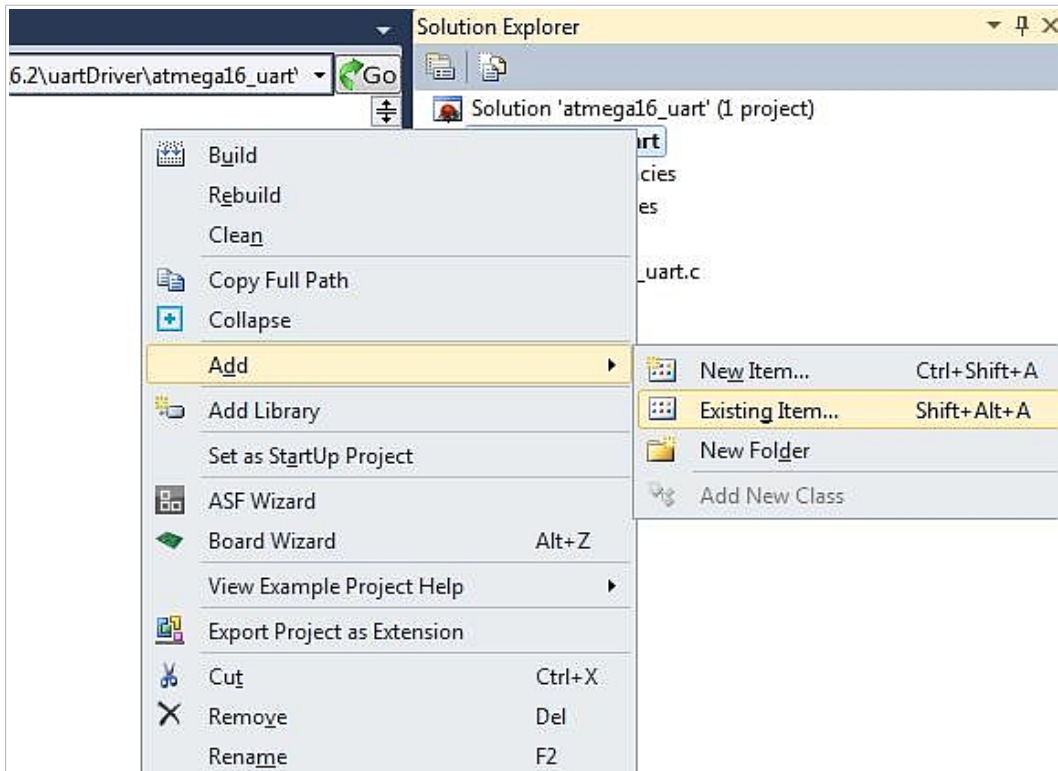 Solution Explorer
6.2\uartDriver\atmega16_uart\
Go
Solution 'atmega16_uart' (1 project)
art
cies
es
_uart.c
Build
Rebuild
Clean
Copy Full Path
Collapse
Add
Add Library
Set as StartUp Project
ASF Wizard
Board Wizard Alt+Z
View Example Project Help
Export Project as Extension
Cut Ctrl+X
Remove Del
Rename F2
New Item... Ctrl+Shift+A
Existing Item... Shift+Alt+A
New Folder
Add New Class